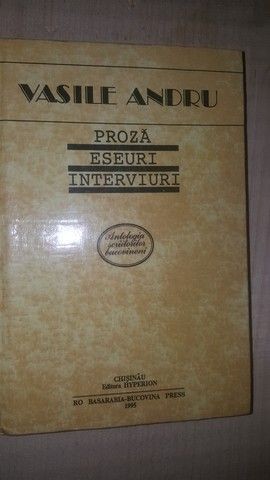 VASILE ANDRU
PROZĂ
ESEURI
INTERVIURI
Antologia
scriitorilor
bucovineni
CHIŞINĂU
Editura HYPERION
RO BASARABIA-BUCOVINA PRESS
1995